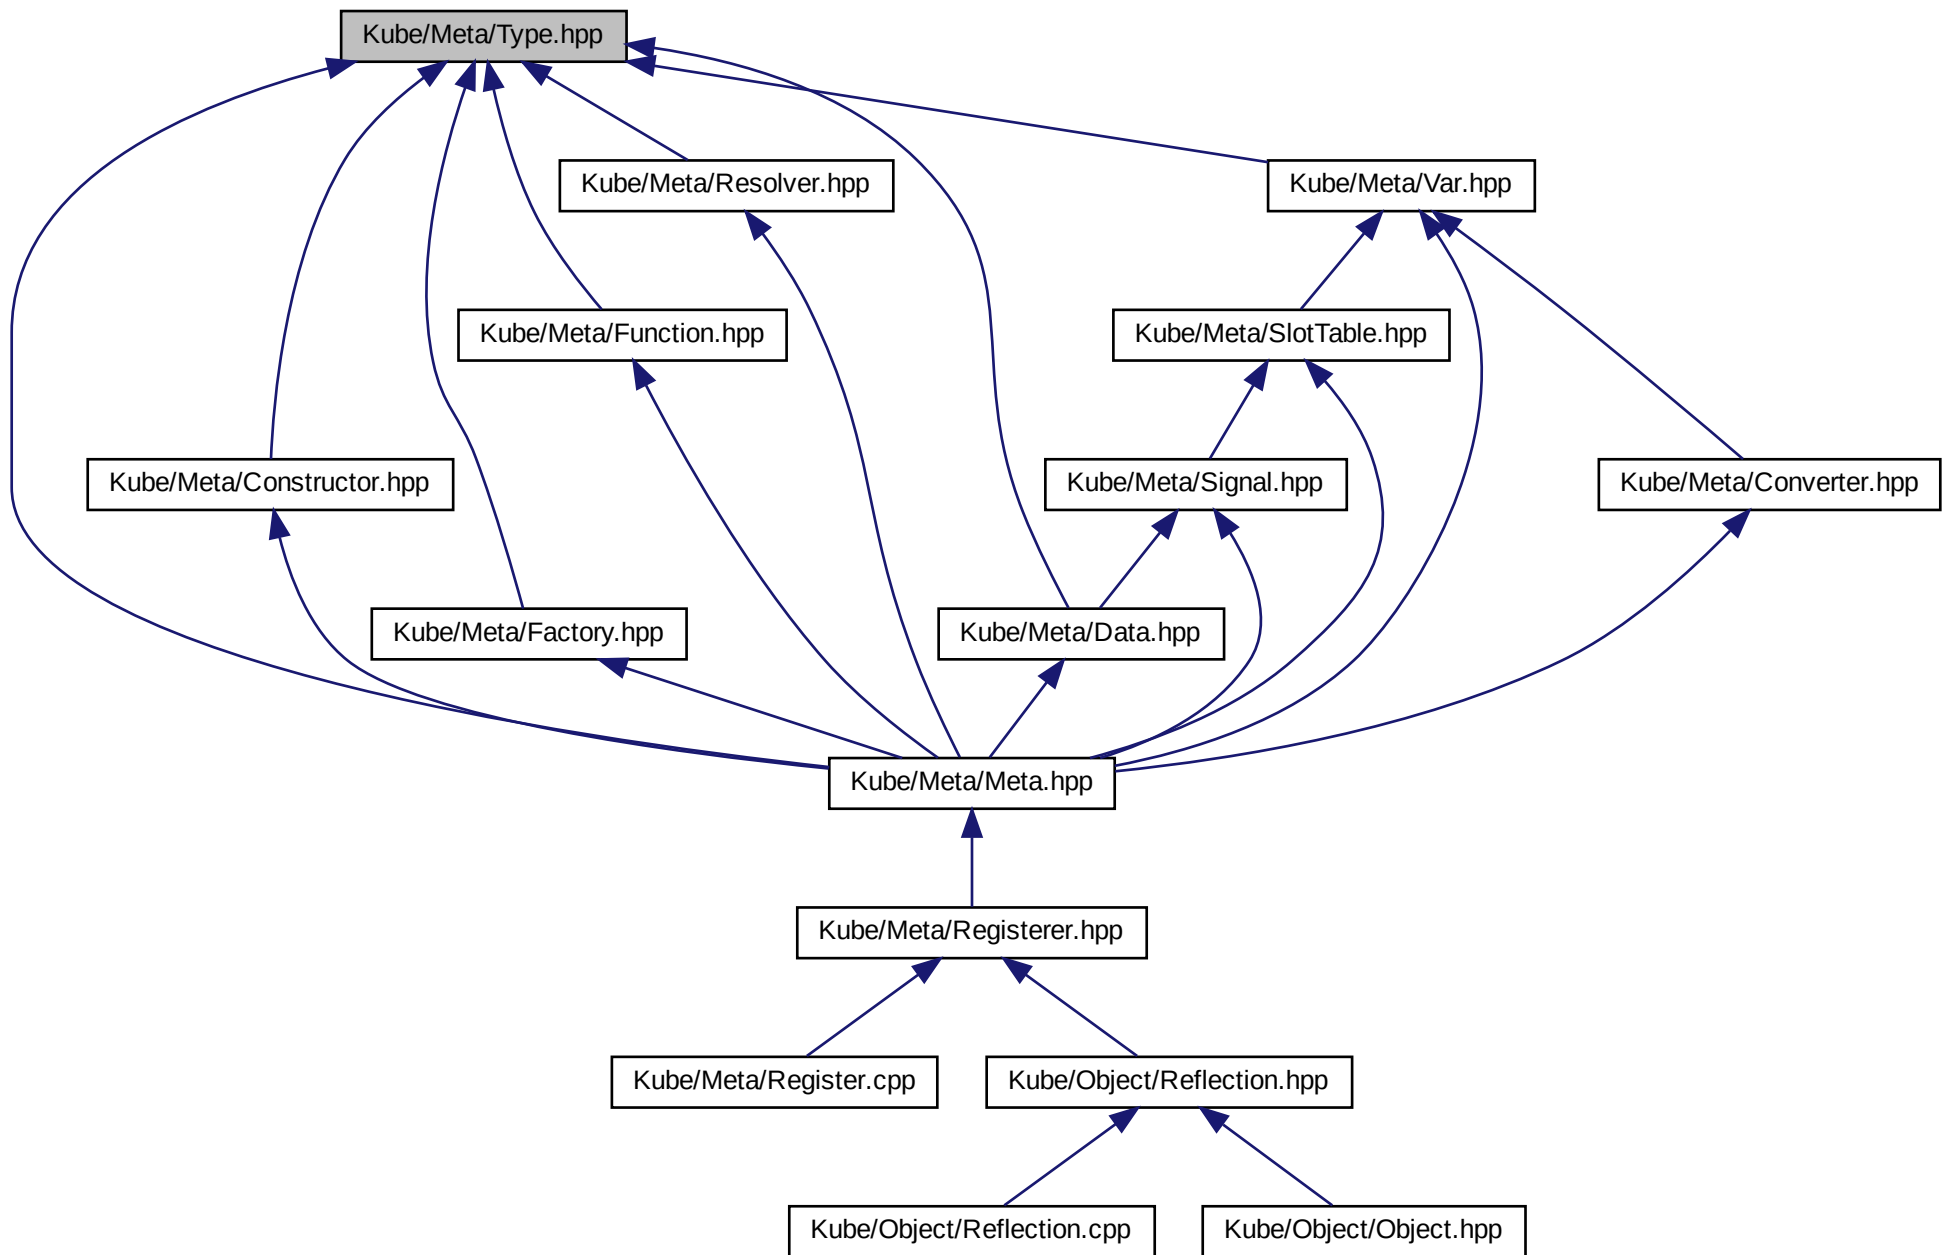 Kube/Meta/Type.hpp
Kube/Meta/Resolver.hpp
Kube/Meta/Var.hpp
Kube/Meta/Function.hpp
Kube/Meta/SlotTable.hpp
Kube/Meta/Constructor.hpp
Kube/Meta/Signal.hpp
Kube/Meta/Converter.hpp
Kube/Meta/Factory.hpp
Kube/Meta/Data.hpp
Kube/Meta/Meta.hpp
Kube/Meta/Registerer.hpp
Kube/Meta/Register.cpp
Kube/Object/Reflection.hpp
Kube/Object/Reflection.cpp
Kube/Object/Object.hpp